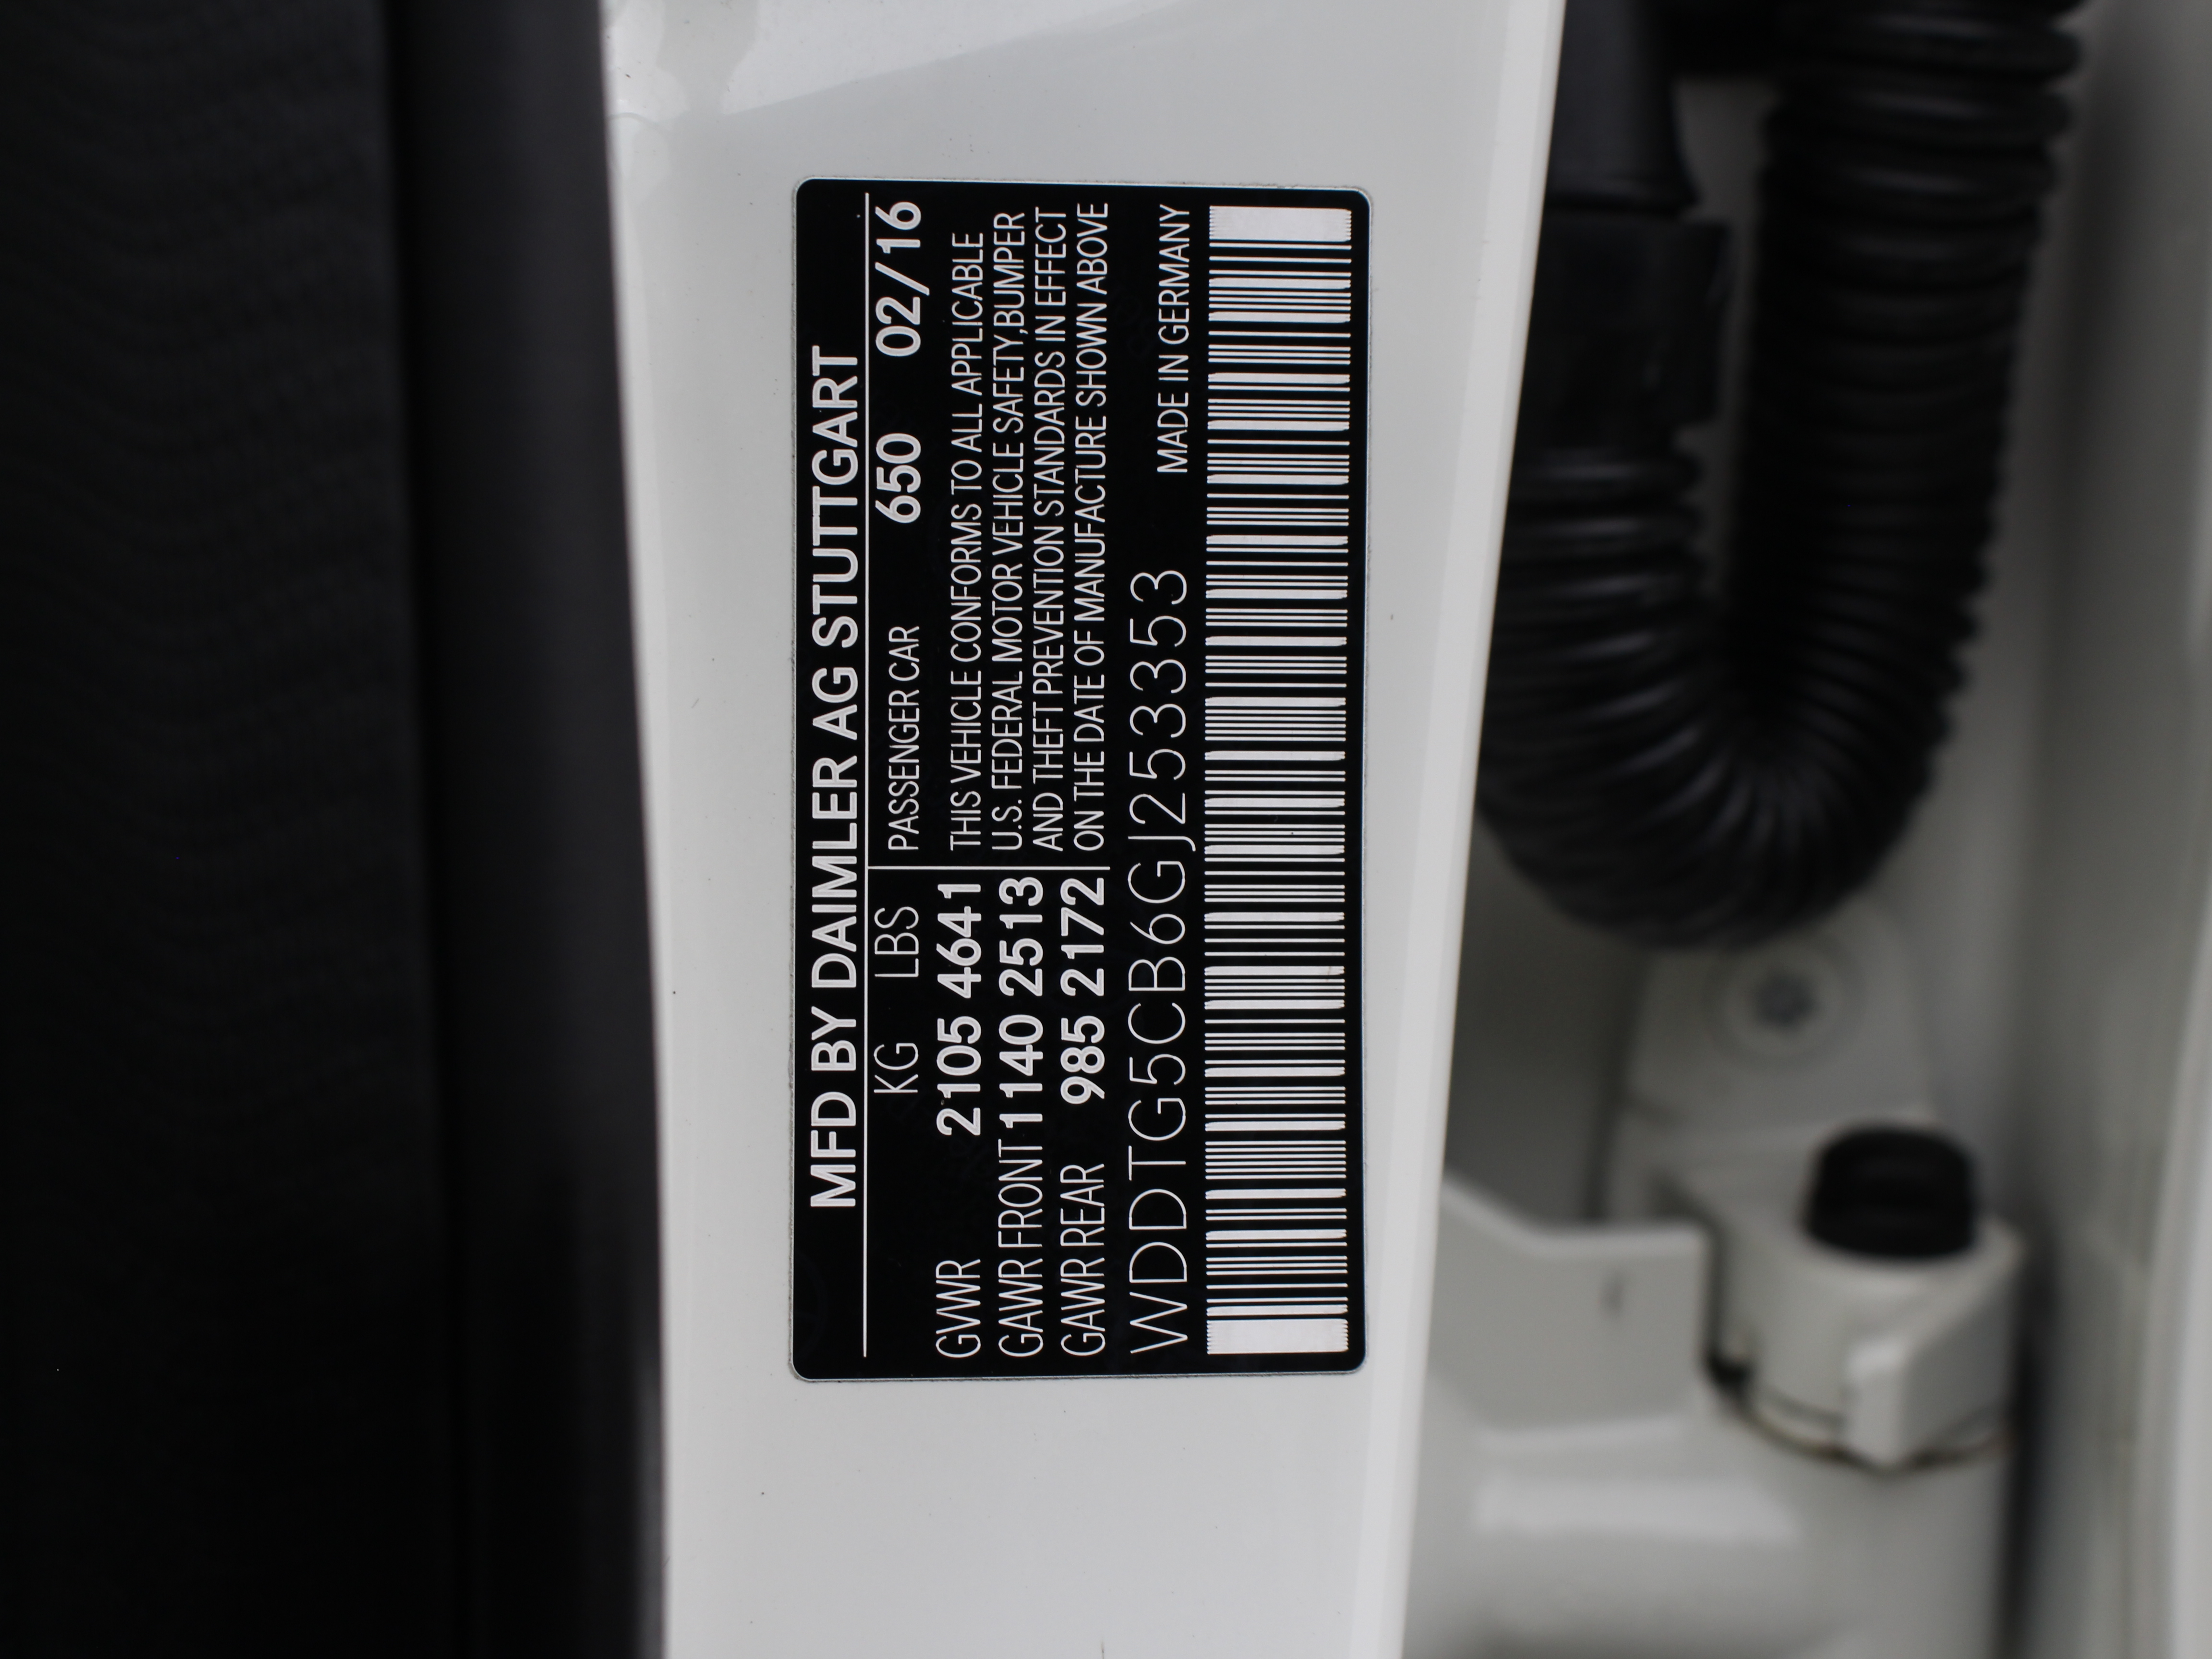 MFD BY DAIMLER AG STUTTGART
KG LBS PASSENGER CAR 650 02/16
GVWR 2105 4641
GAWR FRONT 1140 2513
GAWR REAR 985 2172
THIS VEHICLE CONFORMS TO ALL APPLICABLE
U.S. FEDERAL MOTOR VEHICLE SAFETY,BUMPER
AND THEFT PREVENTION STANDARDS IN EFFECT
ON THE DATE OF MANUFACTURE SHOWN ABOVE
WDDTG5CB6GJ253353 MADE IN GERMANY